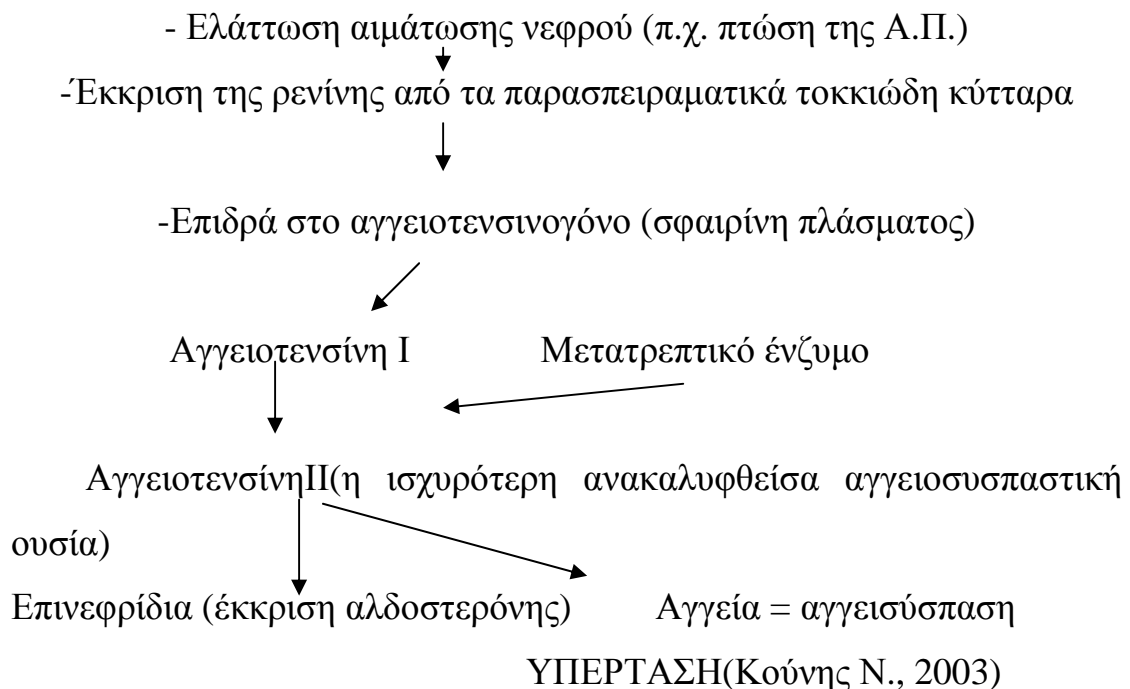 - Ελάττωση αιμάτωσης νεφρού (π.χ. πτώση της Α.Π.)
-Έκκριση της ρενίνης από τα παρασπειραματικά τοκκιώδη κύτταρα
-Επιδρά στο αγγειοτενσινογόνο (σφαιρίνη πλάσματος)
Αγγειοτενσίνη Ι Μετατρεπτικό ένζυμο
ΑγγειοτενσίνηΙΙ(η ισχυρότερη ανακαλυφθείσα αγγειοσυσπαστική
ουσία)
Επινεφρίδια (έκκριση αλδοστερόνης) Αγγεία = αγγεισύσπαση
ΥΠΕΡΤΑΣΗ(Κούνης Ν., 2003)